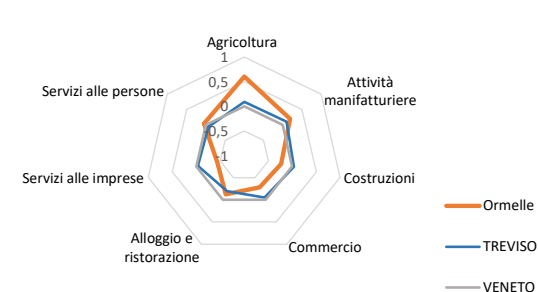 Agricoltura
1
0,5
0
0,5
-1
Attività
manifatturiere
Costruzioni
Commercio
Alloggio e
ristorazione
Servizi alle imprese
Servizi alle persone
Ormelle
TREVISO
VENETO